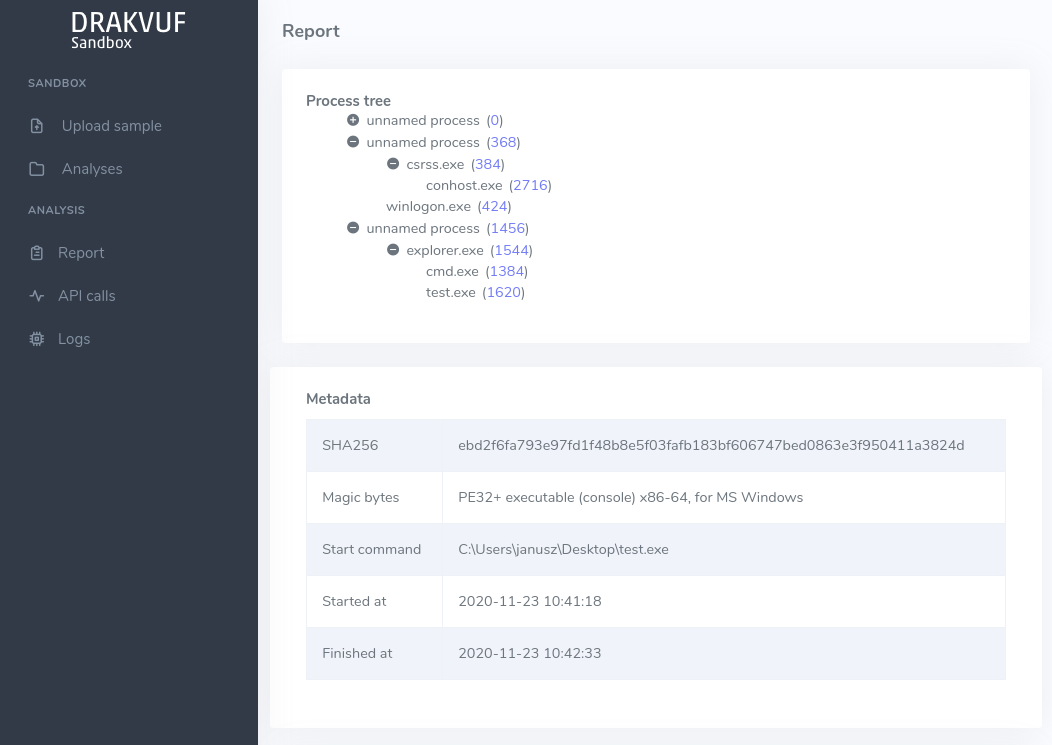 DRAKVUF
Sandbox
SANDBOX
Upload sample
Analyses
ANALYSIS
Report
API calls
Logs
Report
Process tree
unnamed process (0)
unnamed process (368)
csrss.exe (384)
conhost.exe (2716)
winlogon.exe (424)
unnamed process (1456)
explorer.exe (1544)
cmd.exe (1384)
test.exe (1620)
Metadata
SHA256 ebd2f6fa793e97fd1f48b8e5f03fafb183bf606747bed0863e3f950411a3824d
Magic bytes PE32+ executable (console) x86-64, for MS Windows
Start command C:\Users\janusz\Desktop\test.exe
Started at 2020-11-23 10:41:18
Finished at 2020-11-23 10:42:33